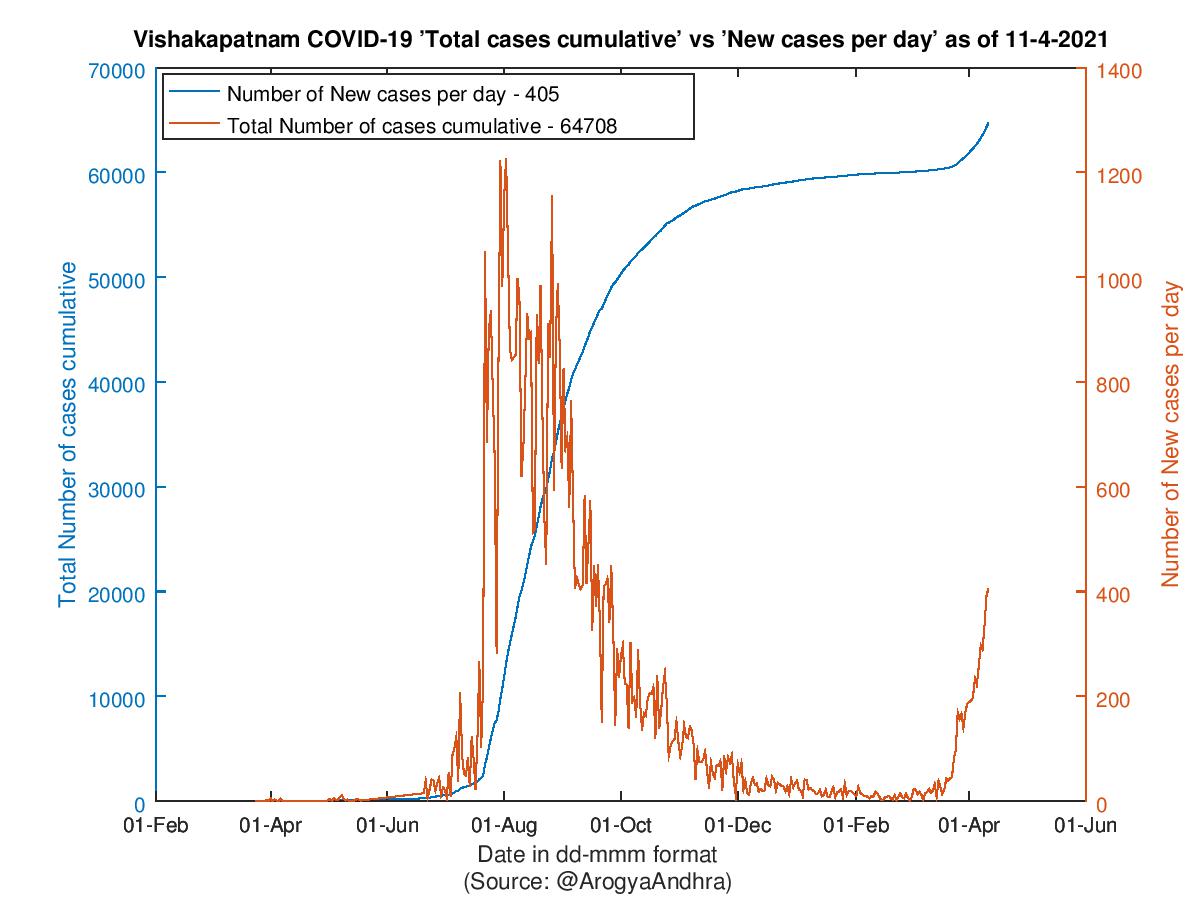 Vishakapatnam COVID-19 ’Total cases cumulative’ vs ’New cases per day’ as of 11-4-2021
70000
60000
50000
40000
30000
20000
10000
0
Total Number of cases cumulative
Number of New cases per day - 405
Total Number of cases cumulative - 64708
1400
1200
1000
800
600
400
200
0
Number of New cases per day
01-Feb 01-Apr 01-Jun 01-Aug 01-Oct 01-Dec 01-Feb 01-Apr 01-Jun
Date in dd-mmm format
(Source: @ArogyaAndhra)